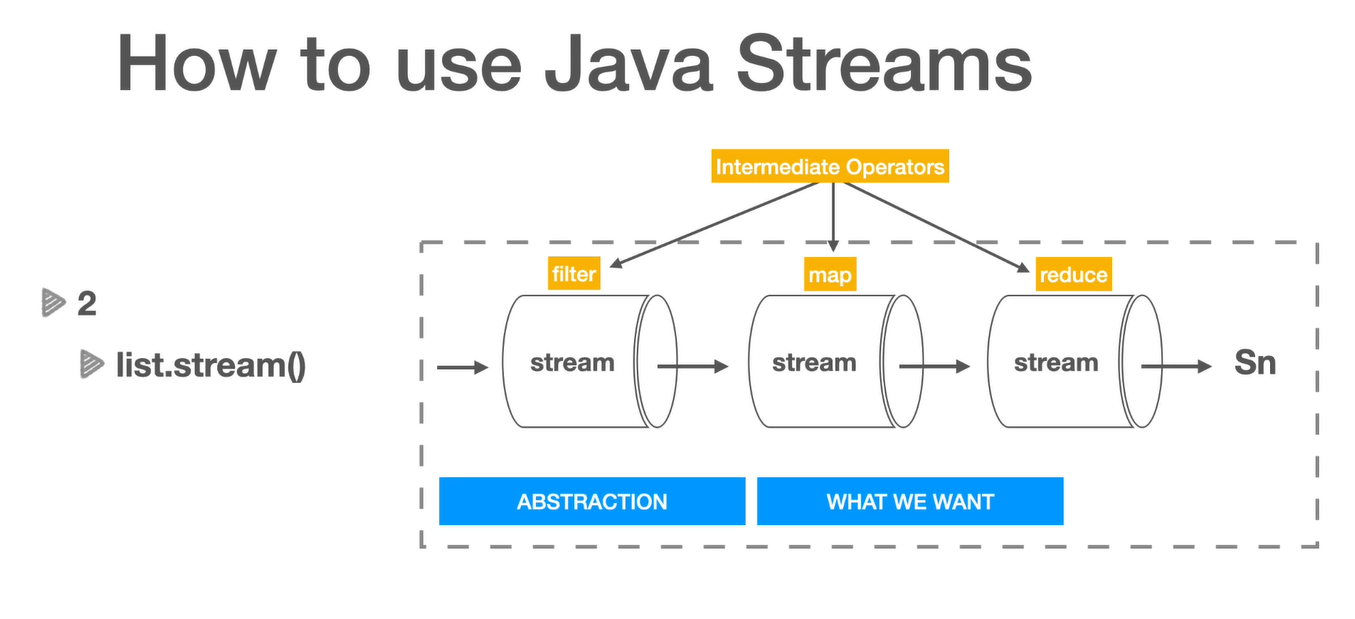 How to use Java Streams
Intermediate Operators
filter
map
reduce
2
list.stream()
stream
stream
stream
Sn
ABSTRACTION
WHAT WE WANT